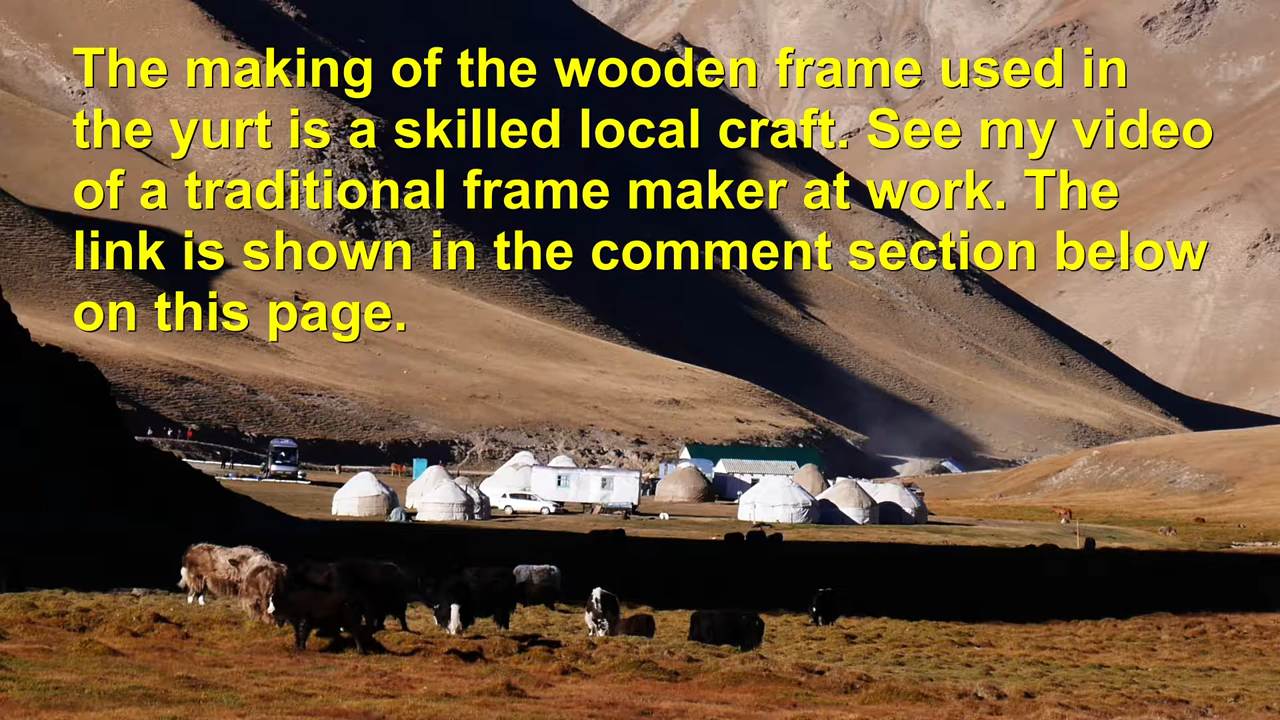 The making of the wooden frame used in
the yurt is a skilled local craft. See my video
of a traditional frame maker at work. The
link is shown in the comment section below
on this page.